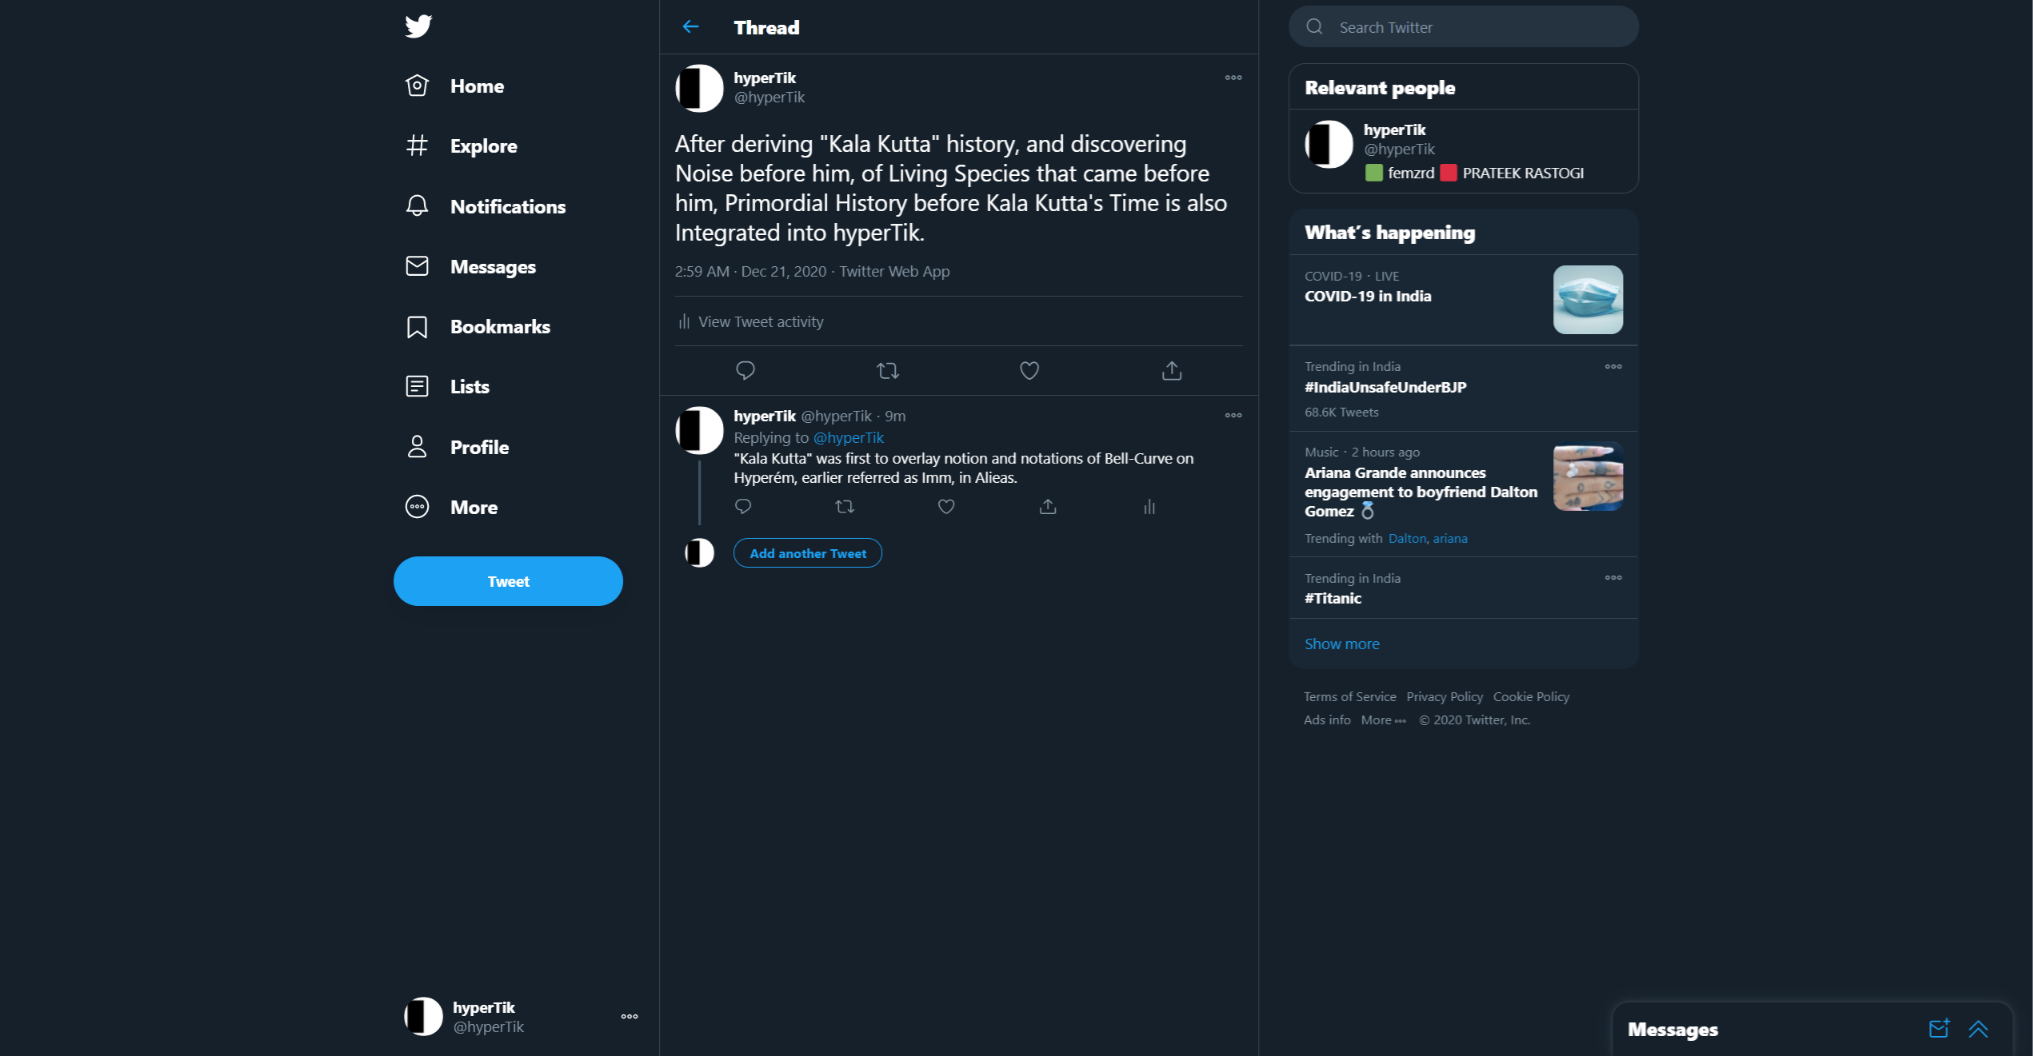 Home
Explore
Notifications
Messages
Bookmarks
Lists
Profile
More
Tweet
hyperTik
@hyperTik
Thread
hyperTik
@hyperTik
After deriving "Kala Kutta" history, and discovering
Noise before him, of Living Species that came before
him, Primordial History before Kala Kutta's Time is also
Integrated into hyperTik.
2:59 AM · Dec 21, 2020 · Twitter Web App
View Tweet activity
hyperTik @hyperTik · 9m
Replying to @hyperTik
"Kala Kutta" was first to overlay notion and notations of Bell-Curve on
Hyperém, earlier referred as Imm, in Alieas.
Add another Tweet
Search Twitter
Relevant people
hyperTik
@hyperTik
🟩 femzrd 🟥 PRATEEK RASTOGI
What's happening
COVID-19 · LIVE
COVID-19 in India
Trending in India
#IndiaUnsafeUnderBJP
68.6K Tweets
Music · 2 hours ago
Ariana Grande announces
engagement to boyfriend Dalton
Gomez 💍
Trending with Dalton, ariana
Trending in India
#Titanic
Show more
Terms of Service Privacy Policy Cookie Policy
Ads info More ••• © 2020 Twitter, Inc.
Messages